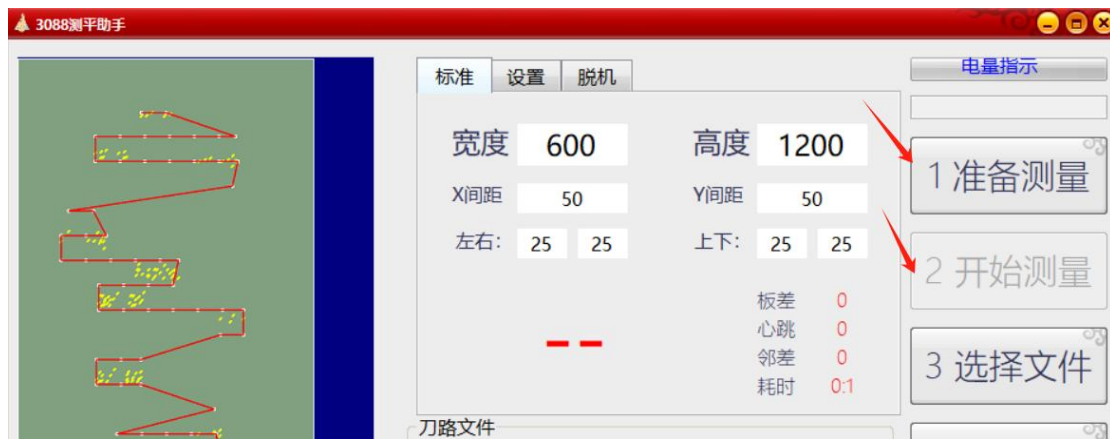 3088测平助手
标准 设置 脱机
电量指示
宽度 600 高度 1200
1 准备测量
X间距 50 Y间距 50
左右: 25 25 上下: 25 25
2 开始测量
板差 0
心跳 0
-- 邻差 0
3 选择文件
耗时 0:1
刀路文件